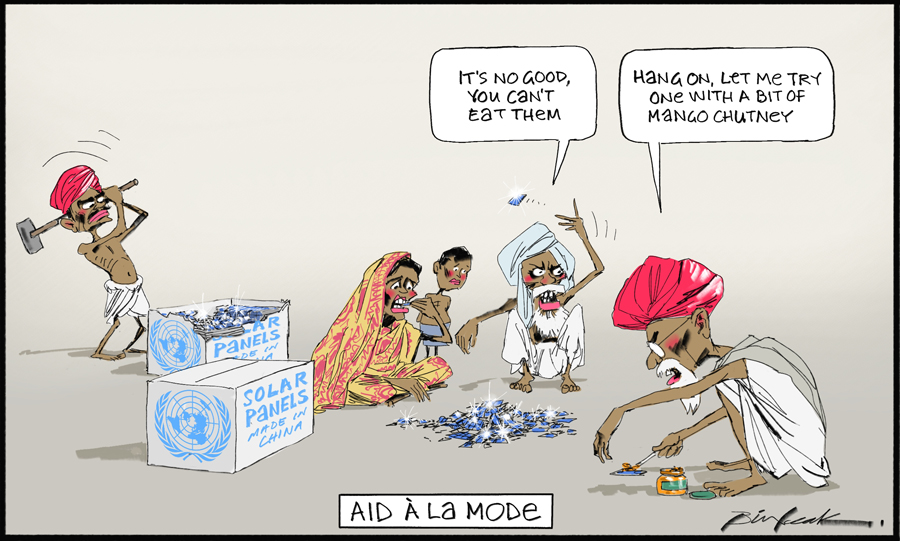 IT'S NO GOOD,
YOU CAN'T
EAT THEM
HANG ON, LET ME TRY
ONE WITH A BIT OF
MANGO CHUTNEY
SOLAR
PANELS
MADE IN
CHINA
SOLAR
PANELS
MADE IN
CHINA
AID À LA MODE